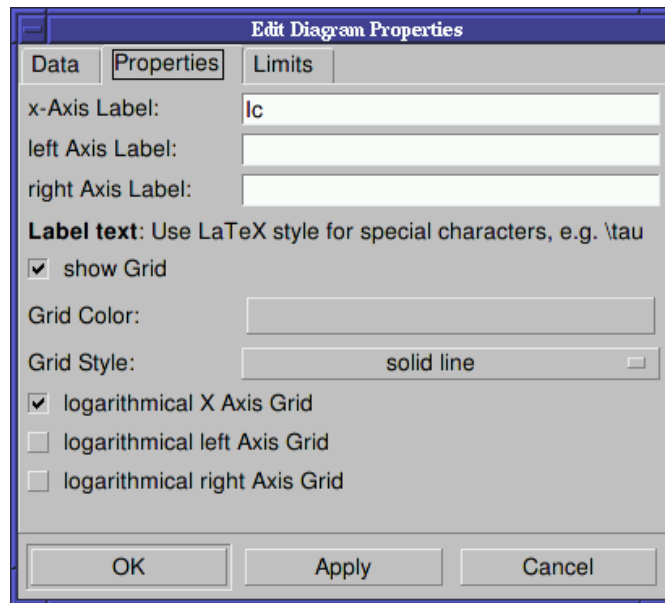 Edit Diagram Properties
Data Properties Limits
x-Axis Label: Ic
left Axis Label:
right Axis Label:
Label text: Use LaTeX style for special characters, e.g. \tau
show Grid
Grid Color:
Grid Style: solid line
logarithmical X Axis Grid
logarithmical left Axis Grid
logarithmical right Axis Grid
OK Apply Cancel